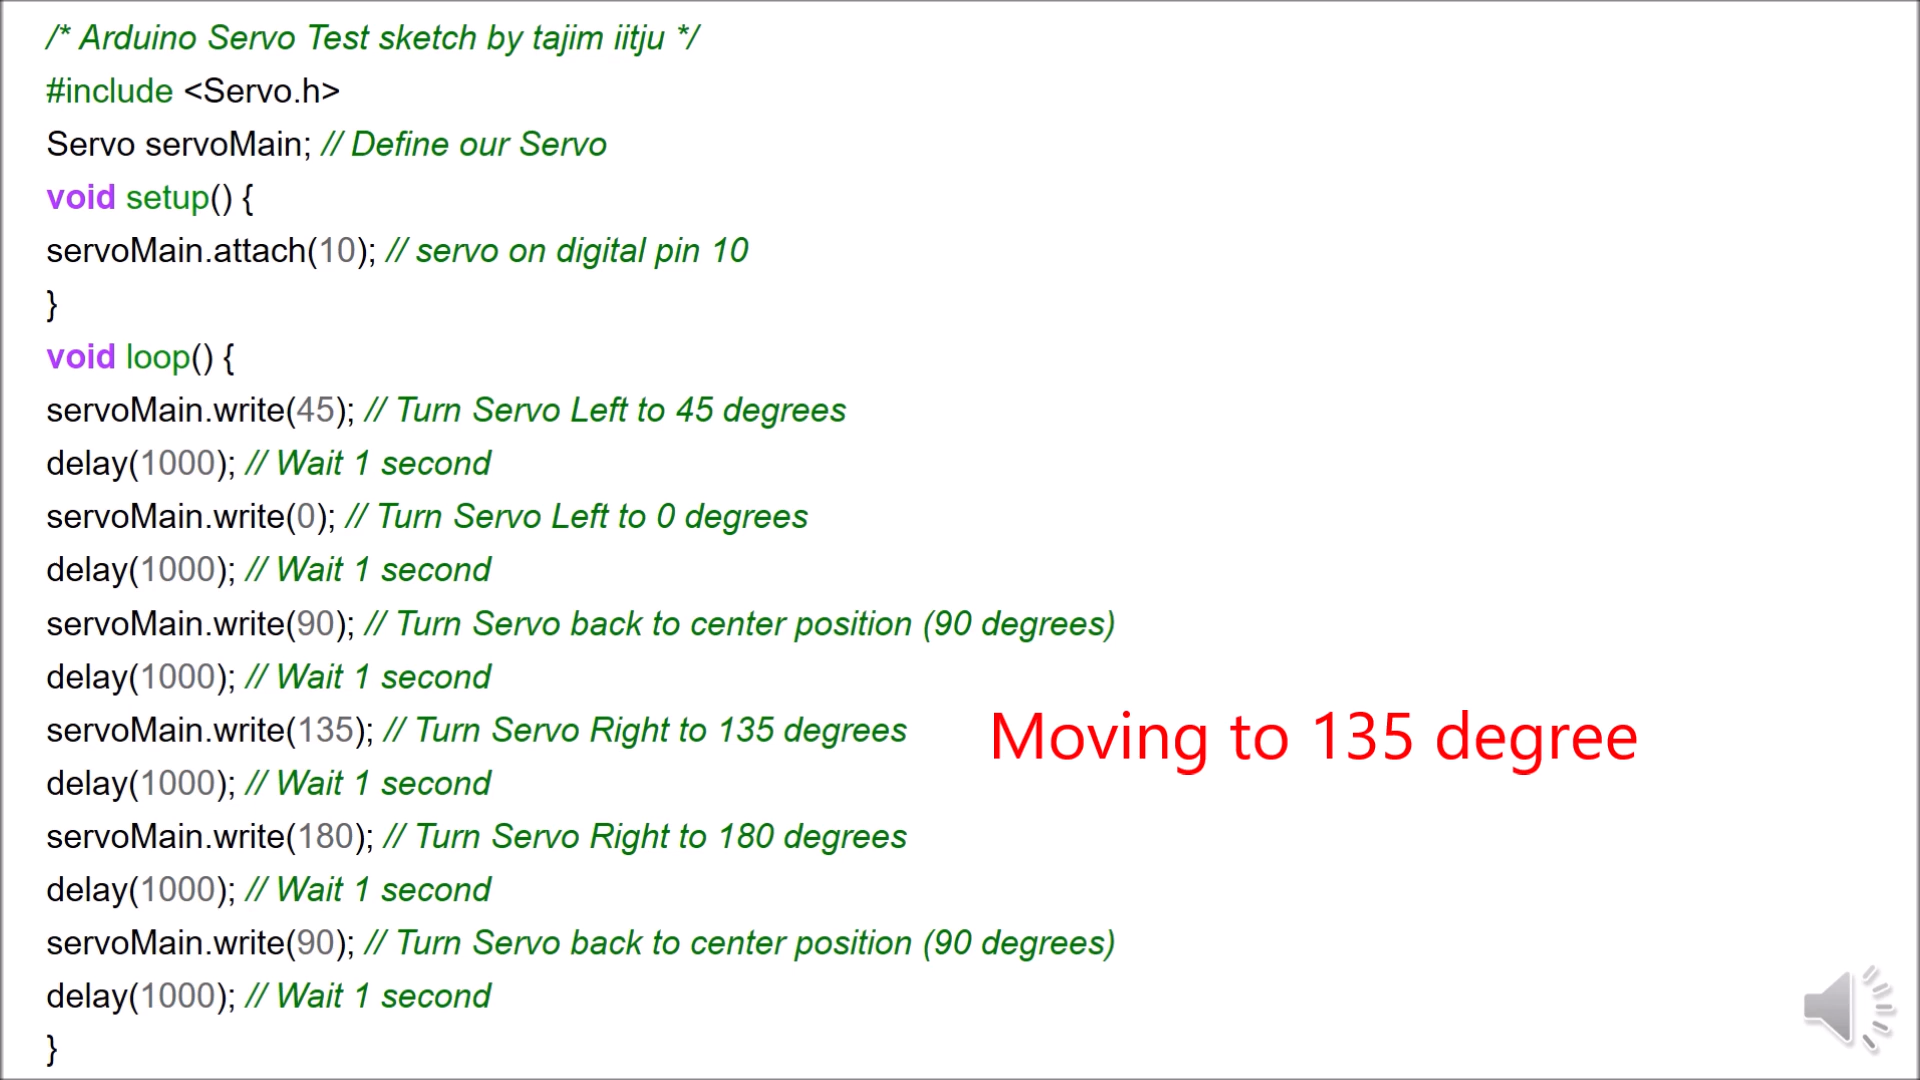 /* Arduino Servo Test sketch by tajim iitju */
#include <Servo.h>
Servo servoMain; // Define our Servo
void setup() {
servoMain.attach(10); // servo on digital pin 10
}
void loop() {
servoMain.write(45); // Turn Servo Left to 45 degrees
delay(1000); // Wait 1 second
servoMain.write(0); // Turn Servo Left to 0 degrees
delay(1000); // Wait 1 second
servoMain.write(90); // Turn Servo back to center position (90 degrees)
delay(1000); // Wait 1 second
servoMain.write(135); // Turn Servo Right to 135 degrees
Moving to 135 degree
delay(1000); // Wait 1 second
servoMain.write(180); // Turn Servo Right to 180 degrees
delay(1000); // Wait 1 second
servoMain.write(90); // Turn Servo back to center position (90 degrees)
delay(1000); // Wait 1 second
}